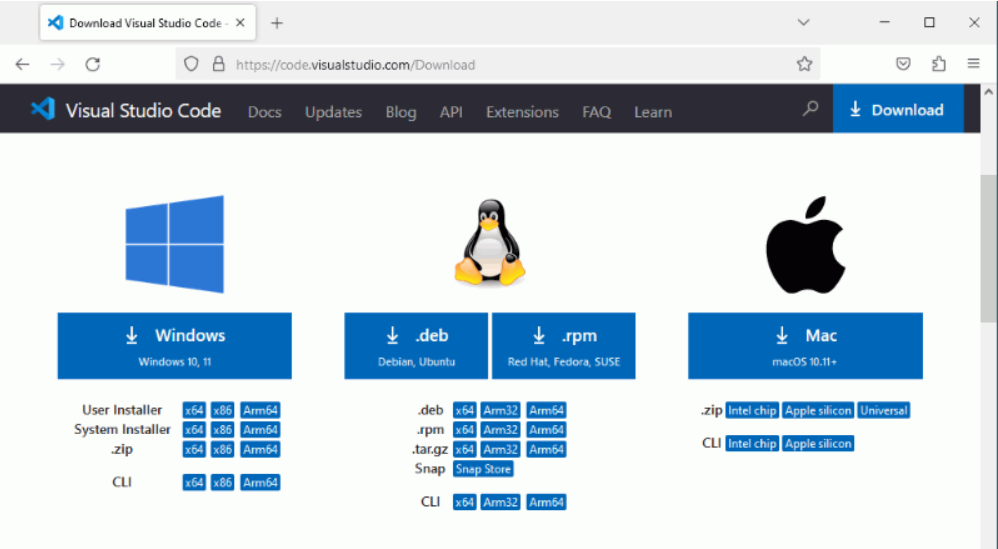 Download Visual Studio Code -
https://code.visualstudio.com/Download
Visual Studio Code Docs Updates Blog API Extensions FAQ Learn Download
Windows
Windows 10, 11
User Installer x64 x86 Arm64
System Installer x64 x86 Arm64
.zip x64 x86 Arm64
CLI x64 x86 Arm64
.deb
Debian, Ubuntu
.rpm
Red Hat, Fedora, SUSE
.deb x64 Arm32 Arm64
.rpm x64 Arm32 Arm64
.tar.gz x64 Arm32 Arm64
Snap Snap Store
CLI x64 Arm32 Arm64
Mac
macOS 10.11+
.zip Intel chip Apple silicon Universal
CLI Intel chip Apple silicon